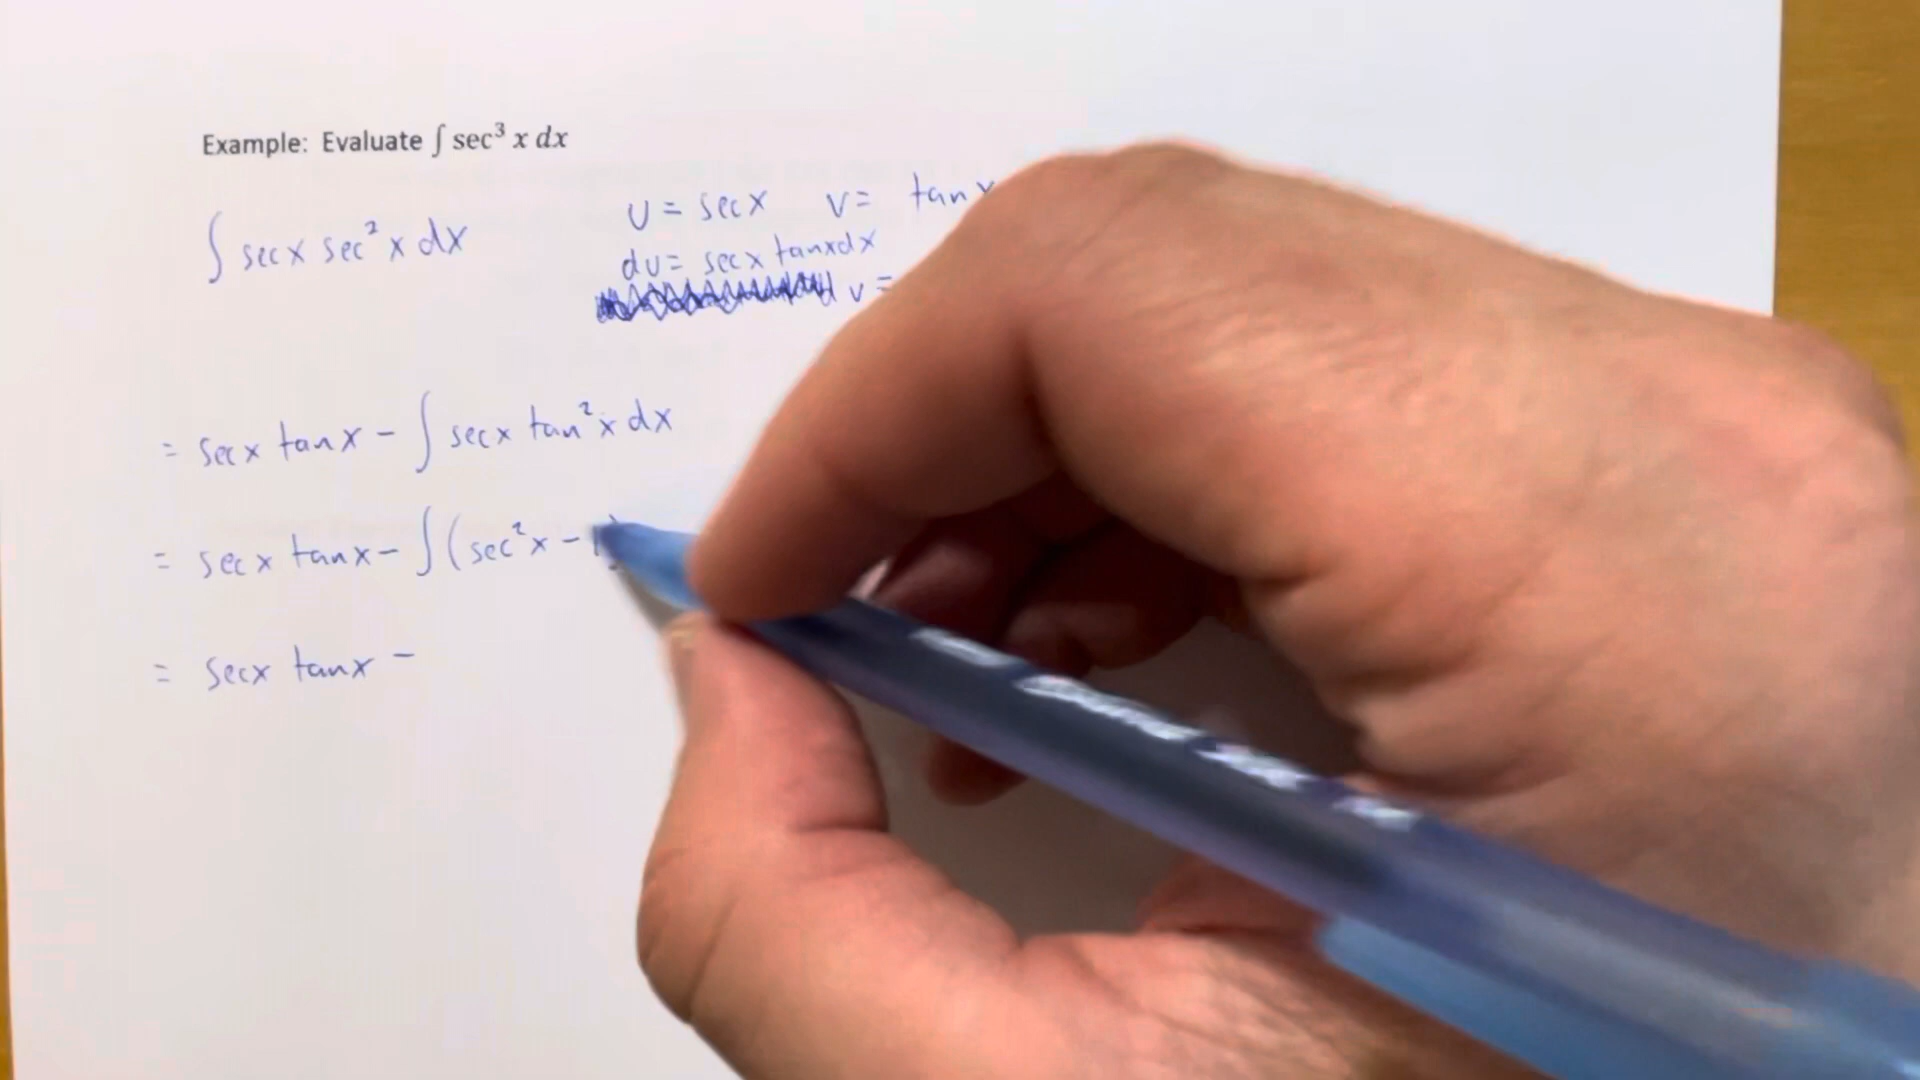 Example: Evaluate ∫ sec³ x dx
∫ sec x sec² x dx
u = sec x v = tan x
du = sec x tan x dx
v =
= sec x tan x − ∫ sec x tan² x dx
= sec x tan x − ∫ (sec² x −
= sec x tan x −